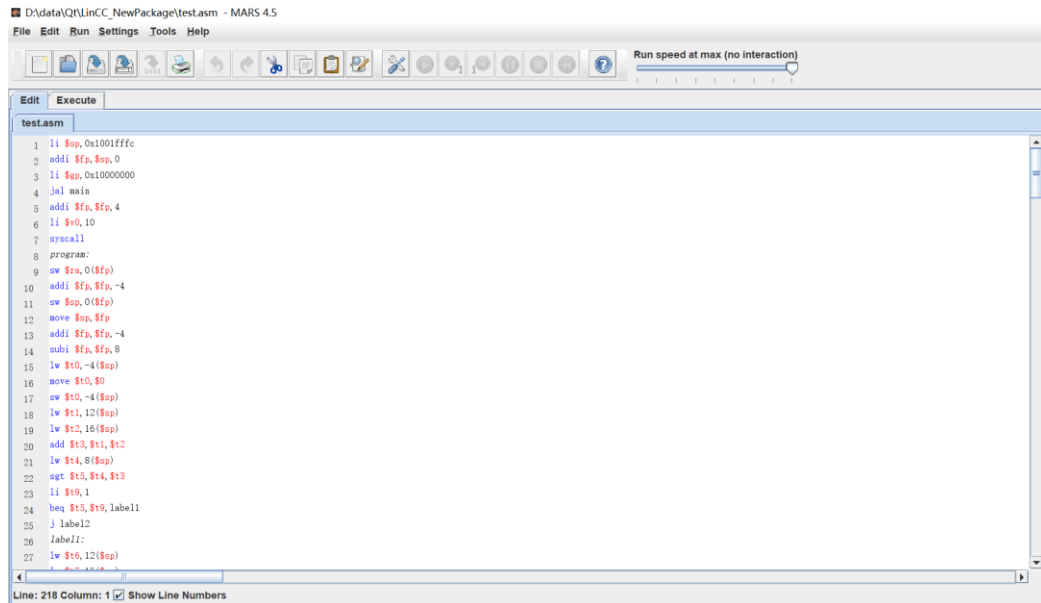 D:\data\Qt\LinCC_NewPackage\test.asm - MARS 4.5
File Edit Run Settings Tools Help
Run speed at max (no interaction)
Edit Execute
test.asm
1 li $sp,0x1001fffc
2 addi $fp,$sp,0
3 li $gp,0x10000000
4 jal main
5 addi $fp,$fp,4
6 li $v0,10
7 syscall
8 program:
9 sw $ra,0($fp)
10 addi $fp,$fp,-4
11 sw $sp,0($fp)
12 move $sp,$fp
13 addi $fp,$fp,-4
14 subi $fp,$fp,8
15 lw $t0,-4($sp)
16 move $t0,$0
17 sw $t0,-4($sp)
18 lw $t1,12($sp)
19 lw $t2,16($sp)
20 add $t3,$t1,$t2
21 lw $t4,8($sp)
22 sgt $t5,$t4,$t3
23 li $t9,1
24 beq $t5,$t9,label1
25 j label2
26 label1:
27 lw $t6,12($sp)
Line: 218 Column: 1 Show Line Numbers